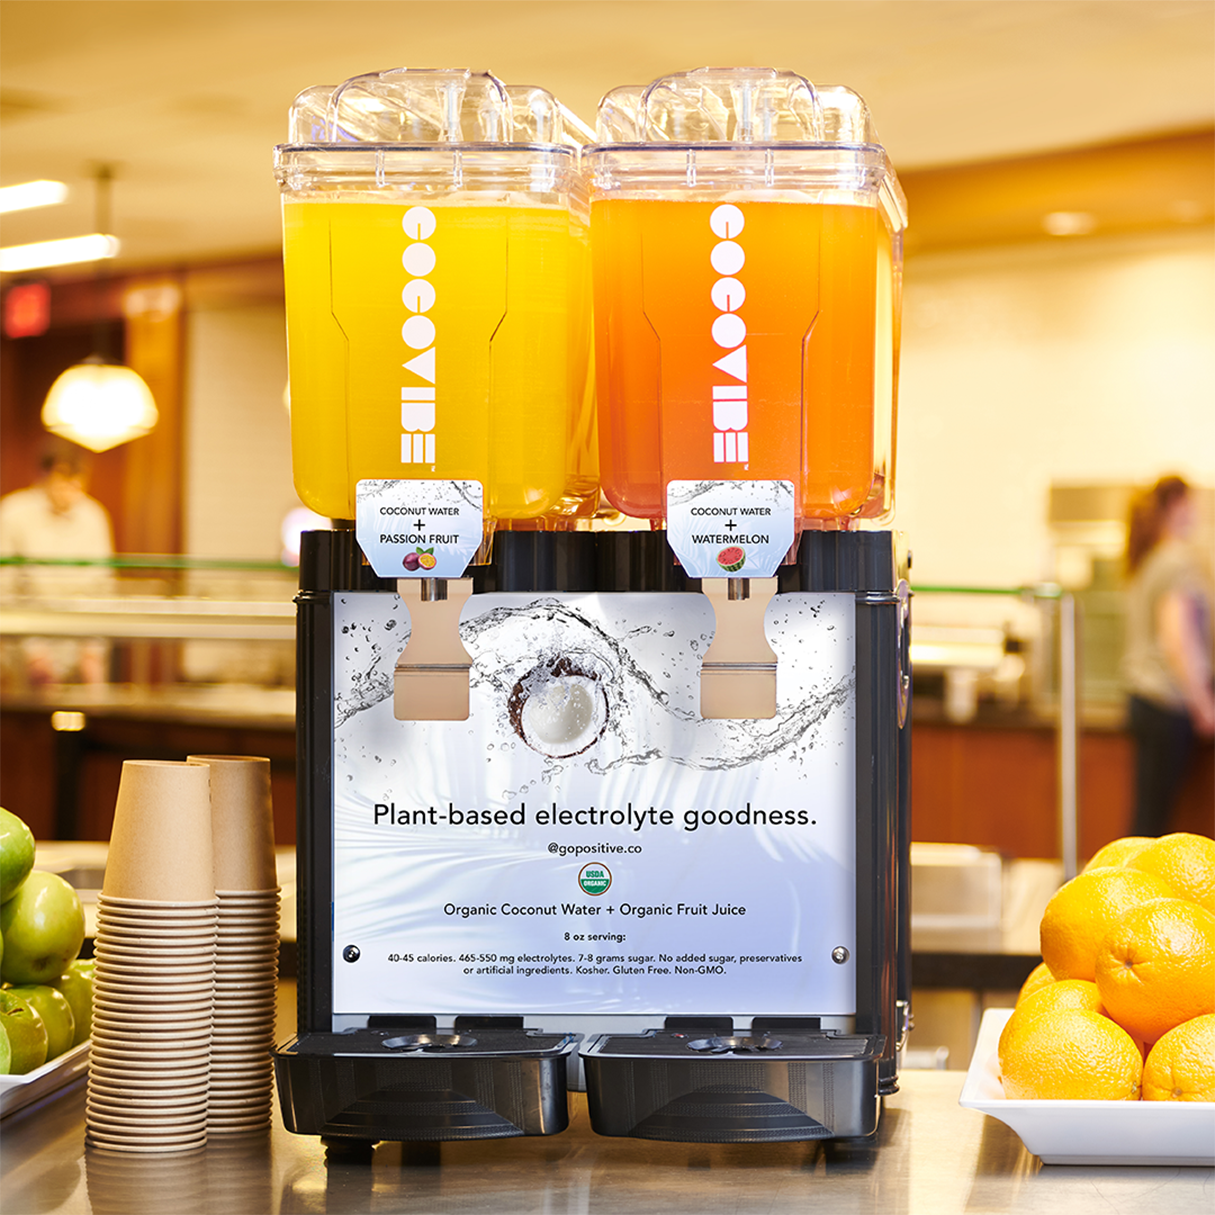 COCOVIBE
COCOVIBE
COCONUT WATER
+
PASSION FRUIT
COCONUT WATER
+
WATERMELON
Plant-based electrolyte goodness.
@gopositive.co
USDA
ORGANIC
Organic Coconut Water + Organic Fruit Juice
8 oz serving:
40-45 calories. 465-550 mg electrolytes. 7-8 grams sugar. No added sugar, preservatives
or artificial ingredients. Kosher. Gluten Free. Non-GMO.